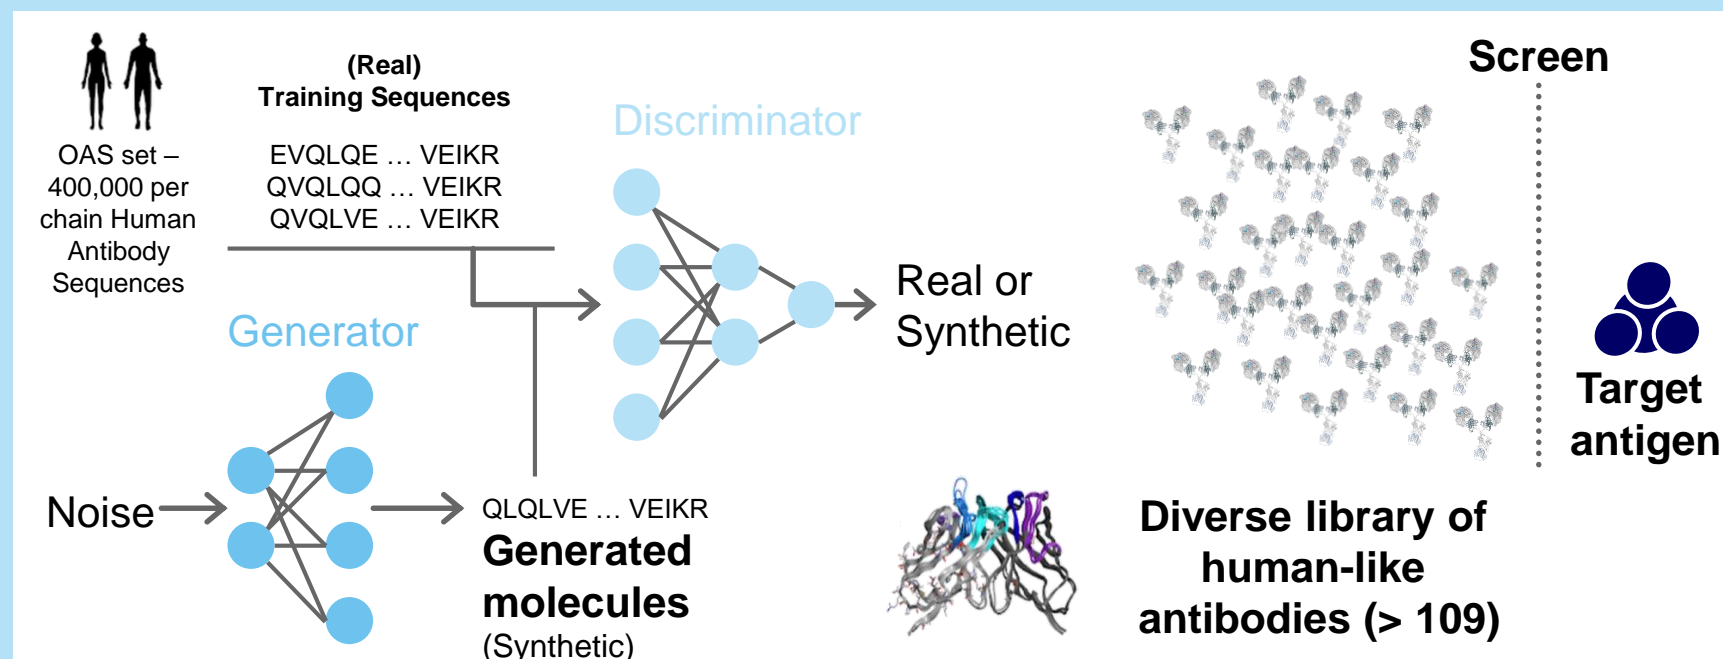 OAS set –
400,000 per
chain Human
Antibody
Sequences
(Real)
Training Sequences
EVQLQE … VEIKR
QVQLQQ … VEIKR
QVQLVE … VEIKR
Discriminator
Real or
Synthetic
Generator
Noise
QLQLVE … VEIKR
Generated
molecules
(Synthetic)
Screen
Target
antigen
Diverse library of
human-like
antibodies (> 109)